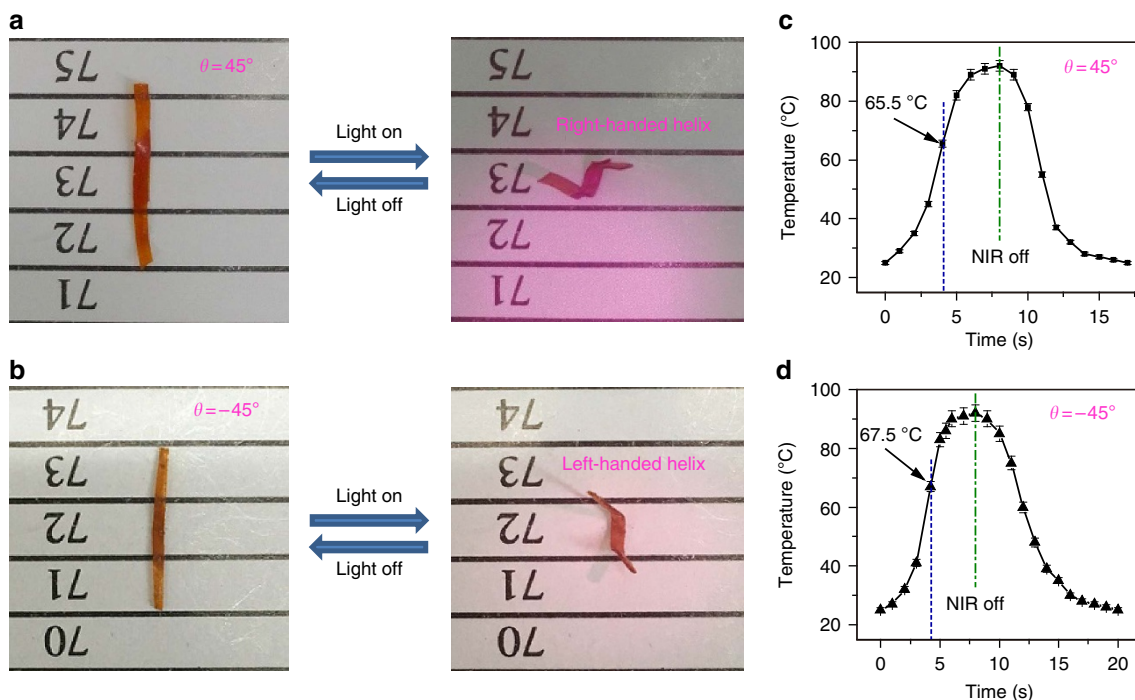 a
75
74
73
72
71
θ = 45°
Light on
Light off
75
74
73
72
71
Right-handed helix
b
74
73
72
71
70
θ = −45°
Light on
Light off
74
73
72
71
70
Left-handed helix
c
Temperature (°C)
100
80
60
40
20
θ = 45°
65.5 °C
NIR off
0 5 10 15
Time (s)
d
Temperature (°C)
100
80
60
40
20
θ = −45°
67.5 °C
NIR off
0 5 10 15 20
Time (s)